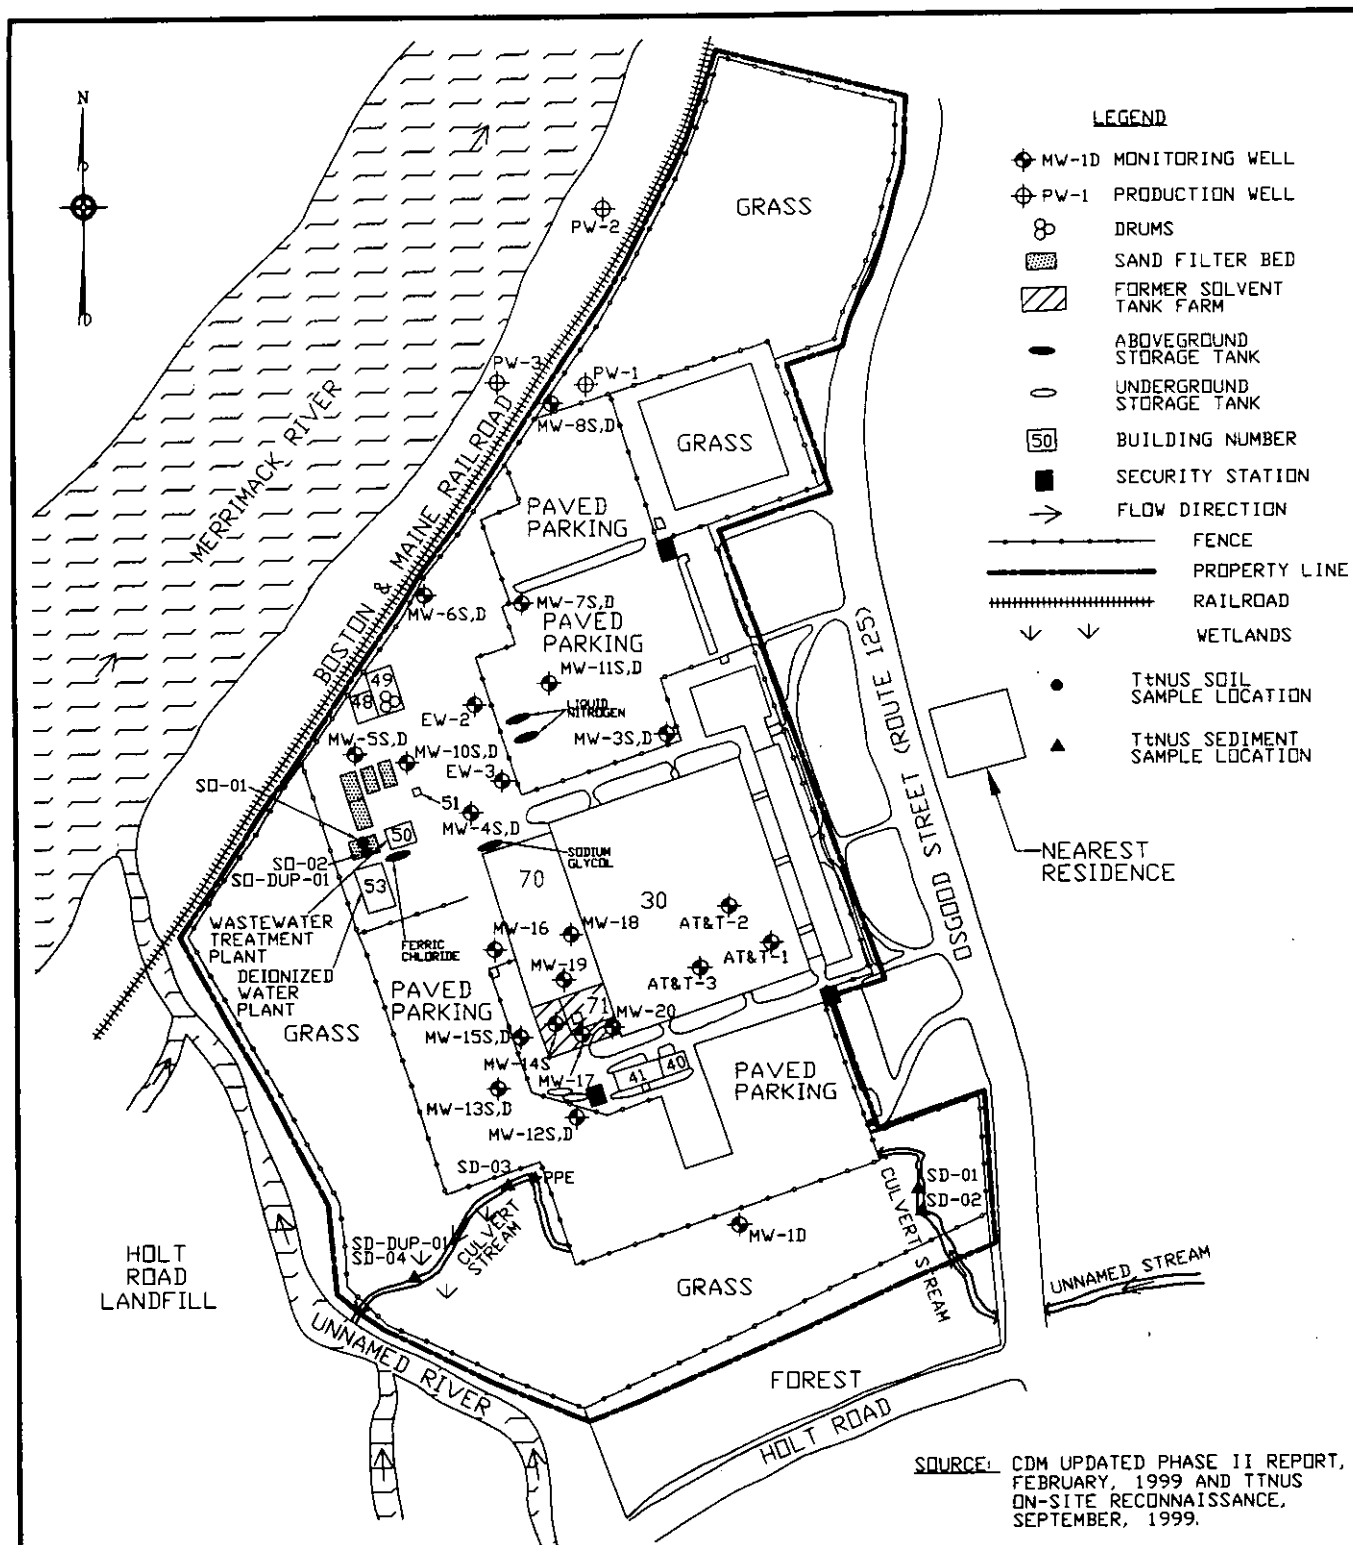 N
LEGEND
MW-1D MONITORING WELL
PW-1 PRODUCTION WELL
DRUMS
SAND FILTER BED
FORMER SOLVENT
TANK FARM
ABOVEGROUND
STORAGE TANK
UNDERGROUND
STORAGE TANK
50 BUILDING NUMBER
SECURITY STATION
FLOW DIRECTION
FENCE
PROPERTY LINE
RAILROAD
WETLANDS
TtNUS SOIL
SAMPLE LOCATION
TtNUS SEDIMENT
SAMPLE LOCATION
GRASS
PW-2
PW-3
PW-1
MW-8S,D
GRASS
MERRIMACK RIVER
BOSTON & MAINE RAILROAD
PAVED
PARKING
MW-6S,D
MW-7S,D
PAVED
PARKING
MW-11S,D
49
48
EW-2
LIQUID
NITROGEN
MW-3S,D
MW-5S,D
MW-10S,D
EW-3
SO-01
51
MW-4S,D
50
SODIUM
GLYCOL
SO-02
SO-DUP-01
53
70
30
WASTEWATER
TREATMENT
PLANT
DEIONIZED
WATER
PLANT
FERRIC
CHLORIDE
MW-16
MW-18
AT&T-2
AT&T-1
AT&T-3
MW-19
PAVED
PARKING
GRASS
71
MW-20
MW-15S,D
MW-14S
MW-17
41
40
PAVED
PARKING
MW-13S,D
MW-12S,D
OSGOOD STREET (ROUTE 125)
NEAREST
RESIDENCE
SD-03
PPE
CULVERT
STREAM
SD-DUP-01
SD-04
MW-1D
SD-01
SD-02
CULVERT STREAM
HOLT
ROAD
LANDFILL
GRASS
UNNAMED STREAM
UNNAMED RIVER
FOREST
HOLT ROAD
SOURCE: CDM UPDATED PHASE II REPORT,
FEBRUARY, 1999 AND TTNUS
ON-SITE RECONNAISSANCE,
SEPTEMBER, 1999.